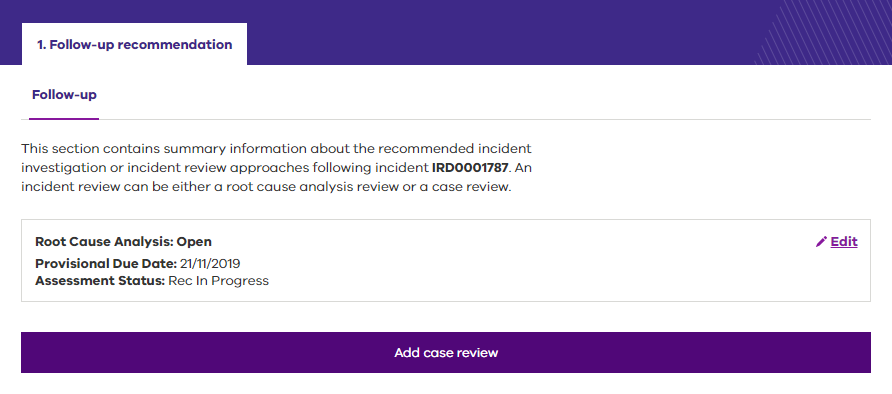 1. Follow-up recommendation
Follow-up
This section contains summary information about the recommended incident
investigation or incident review approaches following incident IRD0001787. An
incident review can be either a root cause analysis review or a case review.
Root Cause Analysis: Open
Edit
Provisional Due Date: 21/11/2019
Assessment Status: Rec In Progress
Add case review